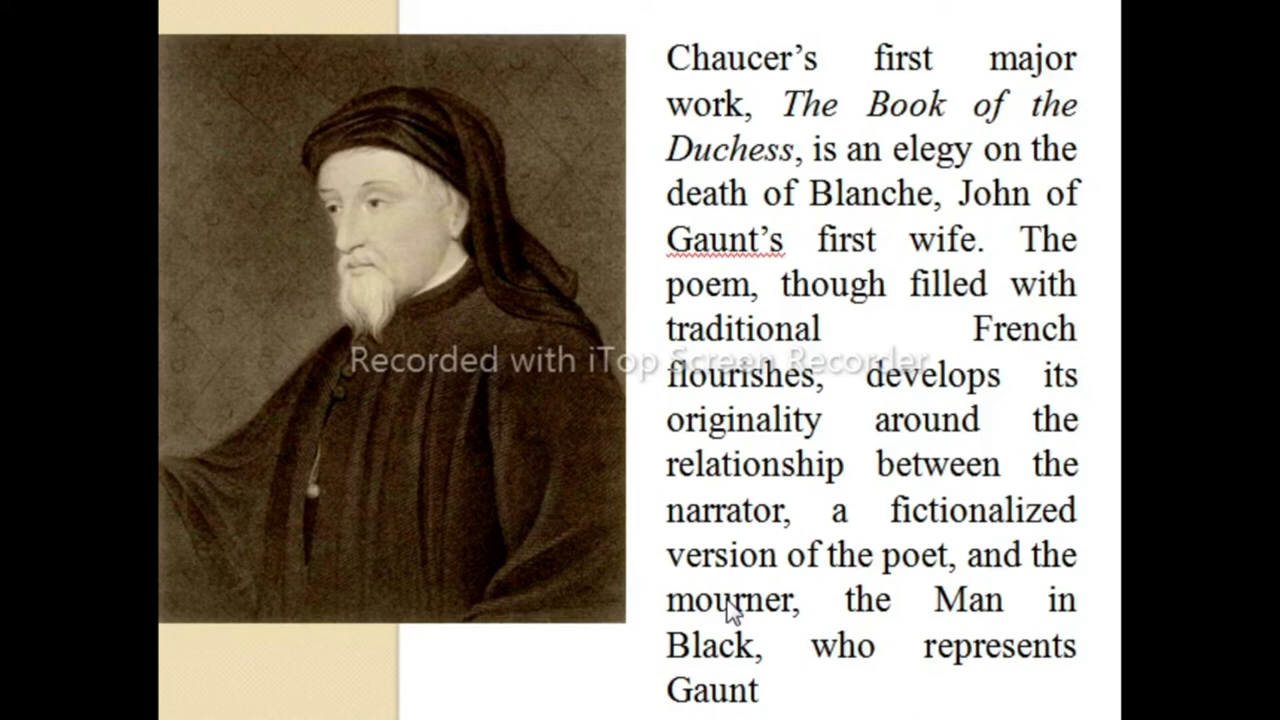 Chaucer’s first major
work, The Book of the
Duchess, is an elegy on the
death of Blanche, John of
Gaunt’s first wife. The
poem, though filled with
traditional French
Recorded with iTop Screen Recorder
flourishes, develops its
originality around the
relationship between the
narrator, a fictionalized
version of the poet, and the
mourner, the Man in
Black, who represents
Gaunt